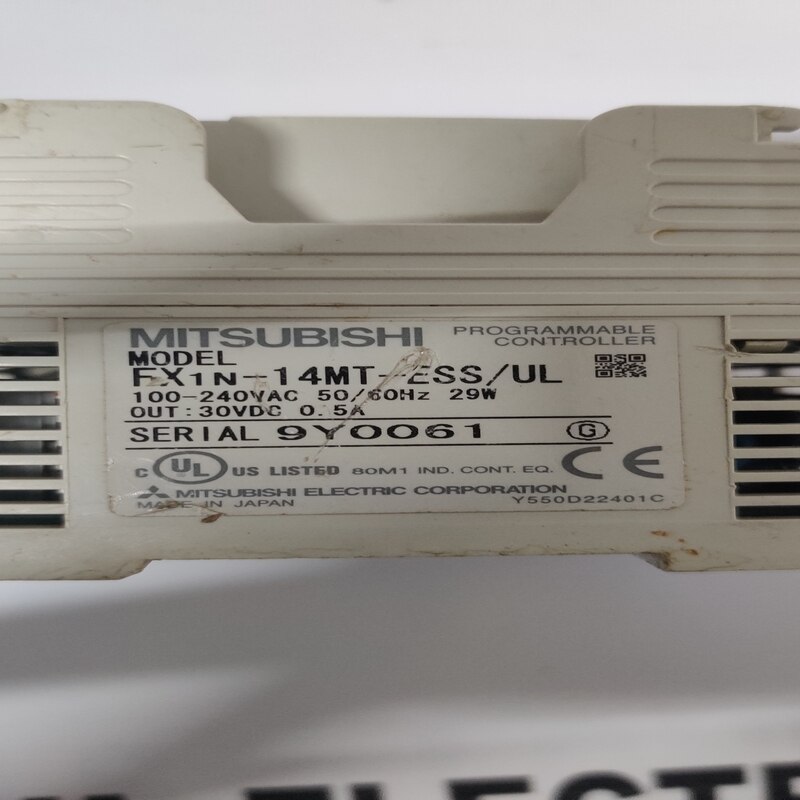 MITSUBISHI PROGRAMMABLE CONTROLLER
MODEL
FX1N-14MT-ESS/UL
100-240VAC 50/60Hz 29W
OUT:30VDC 0.5A
SERIAL 9Y0061 G
C UL US LISTED 80M1 IND. CONT. EQ. CE
MITSUBISHI ELECTRIC CORPORATION
MADE IN JAPAN Y550D22401C